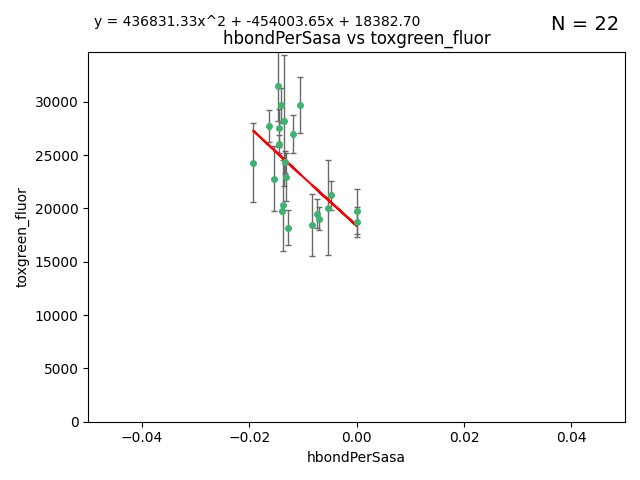 y = 436831.33x^2 + -454003.65x + 18382.70
N = 22
hbondPerSasa vs toxgreen_fluor
toxgreen_fluor
30000
25000
20000
15000
10000
5000
0
−0.04
−0.02
0.00
0.02
0.04
hbondPerSasa